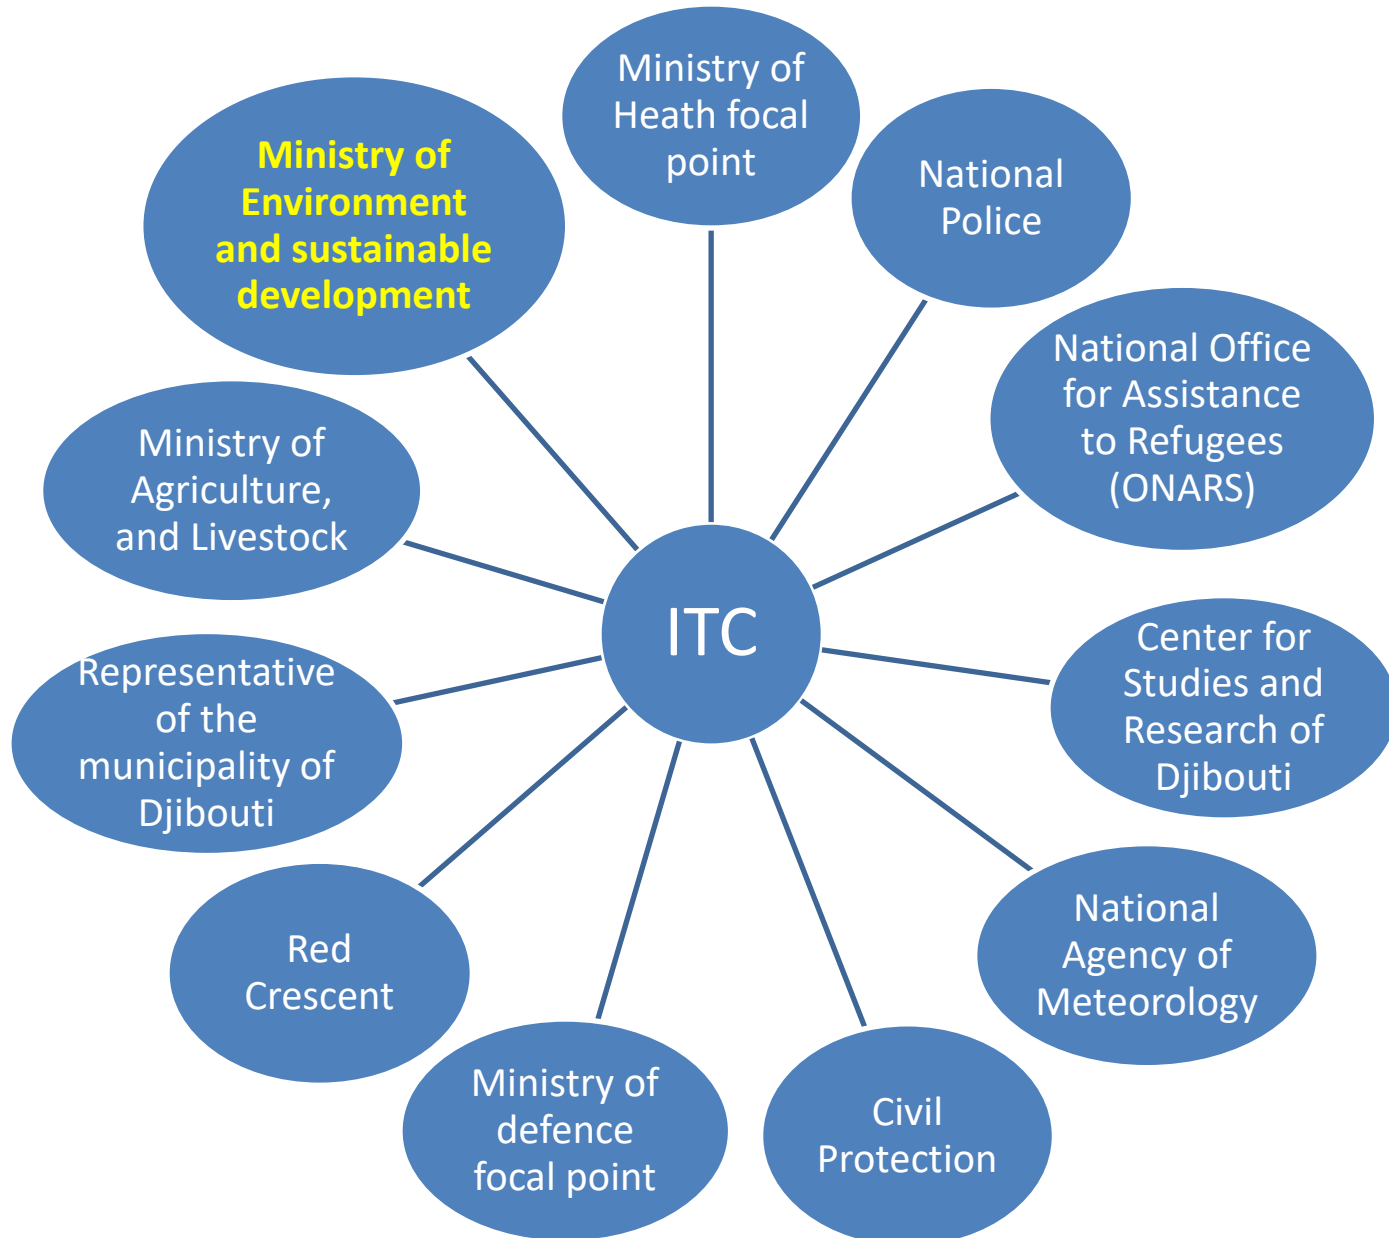 Ministry of
Heath focal
point
National
Police
National Office
for Assistance
to Refugees
(ONARS)
Center for
Studies and
Research of
Djibouti
National
Agency of
Meteorology
Civil
Protection
Ministry of
defence
focal point
Red
Crescent
Representative
of the
municipality of
Djibouti
Ministry of
Agriculture,
and Livestock
Ministry of
Environment
and sustainable
development
ITC